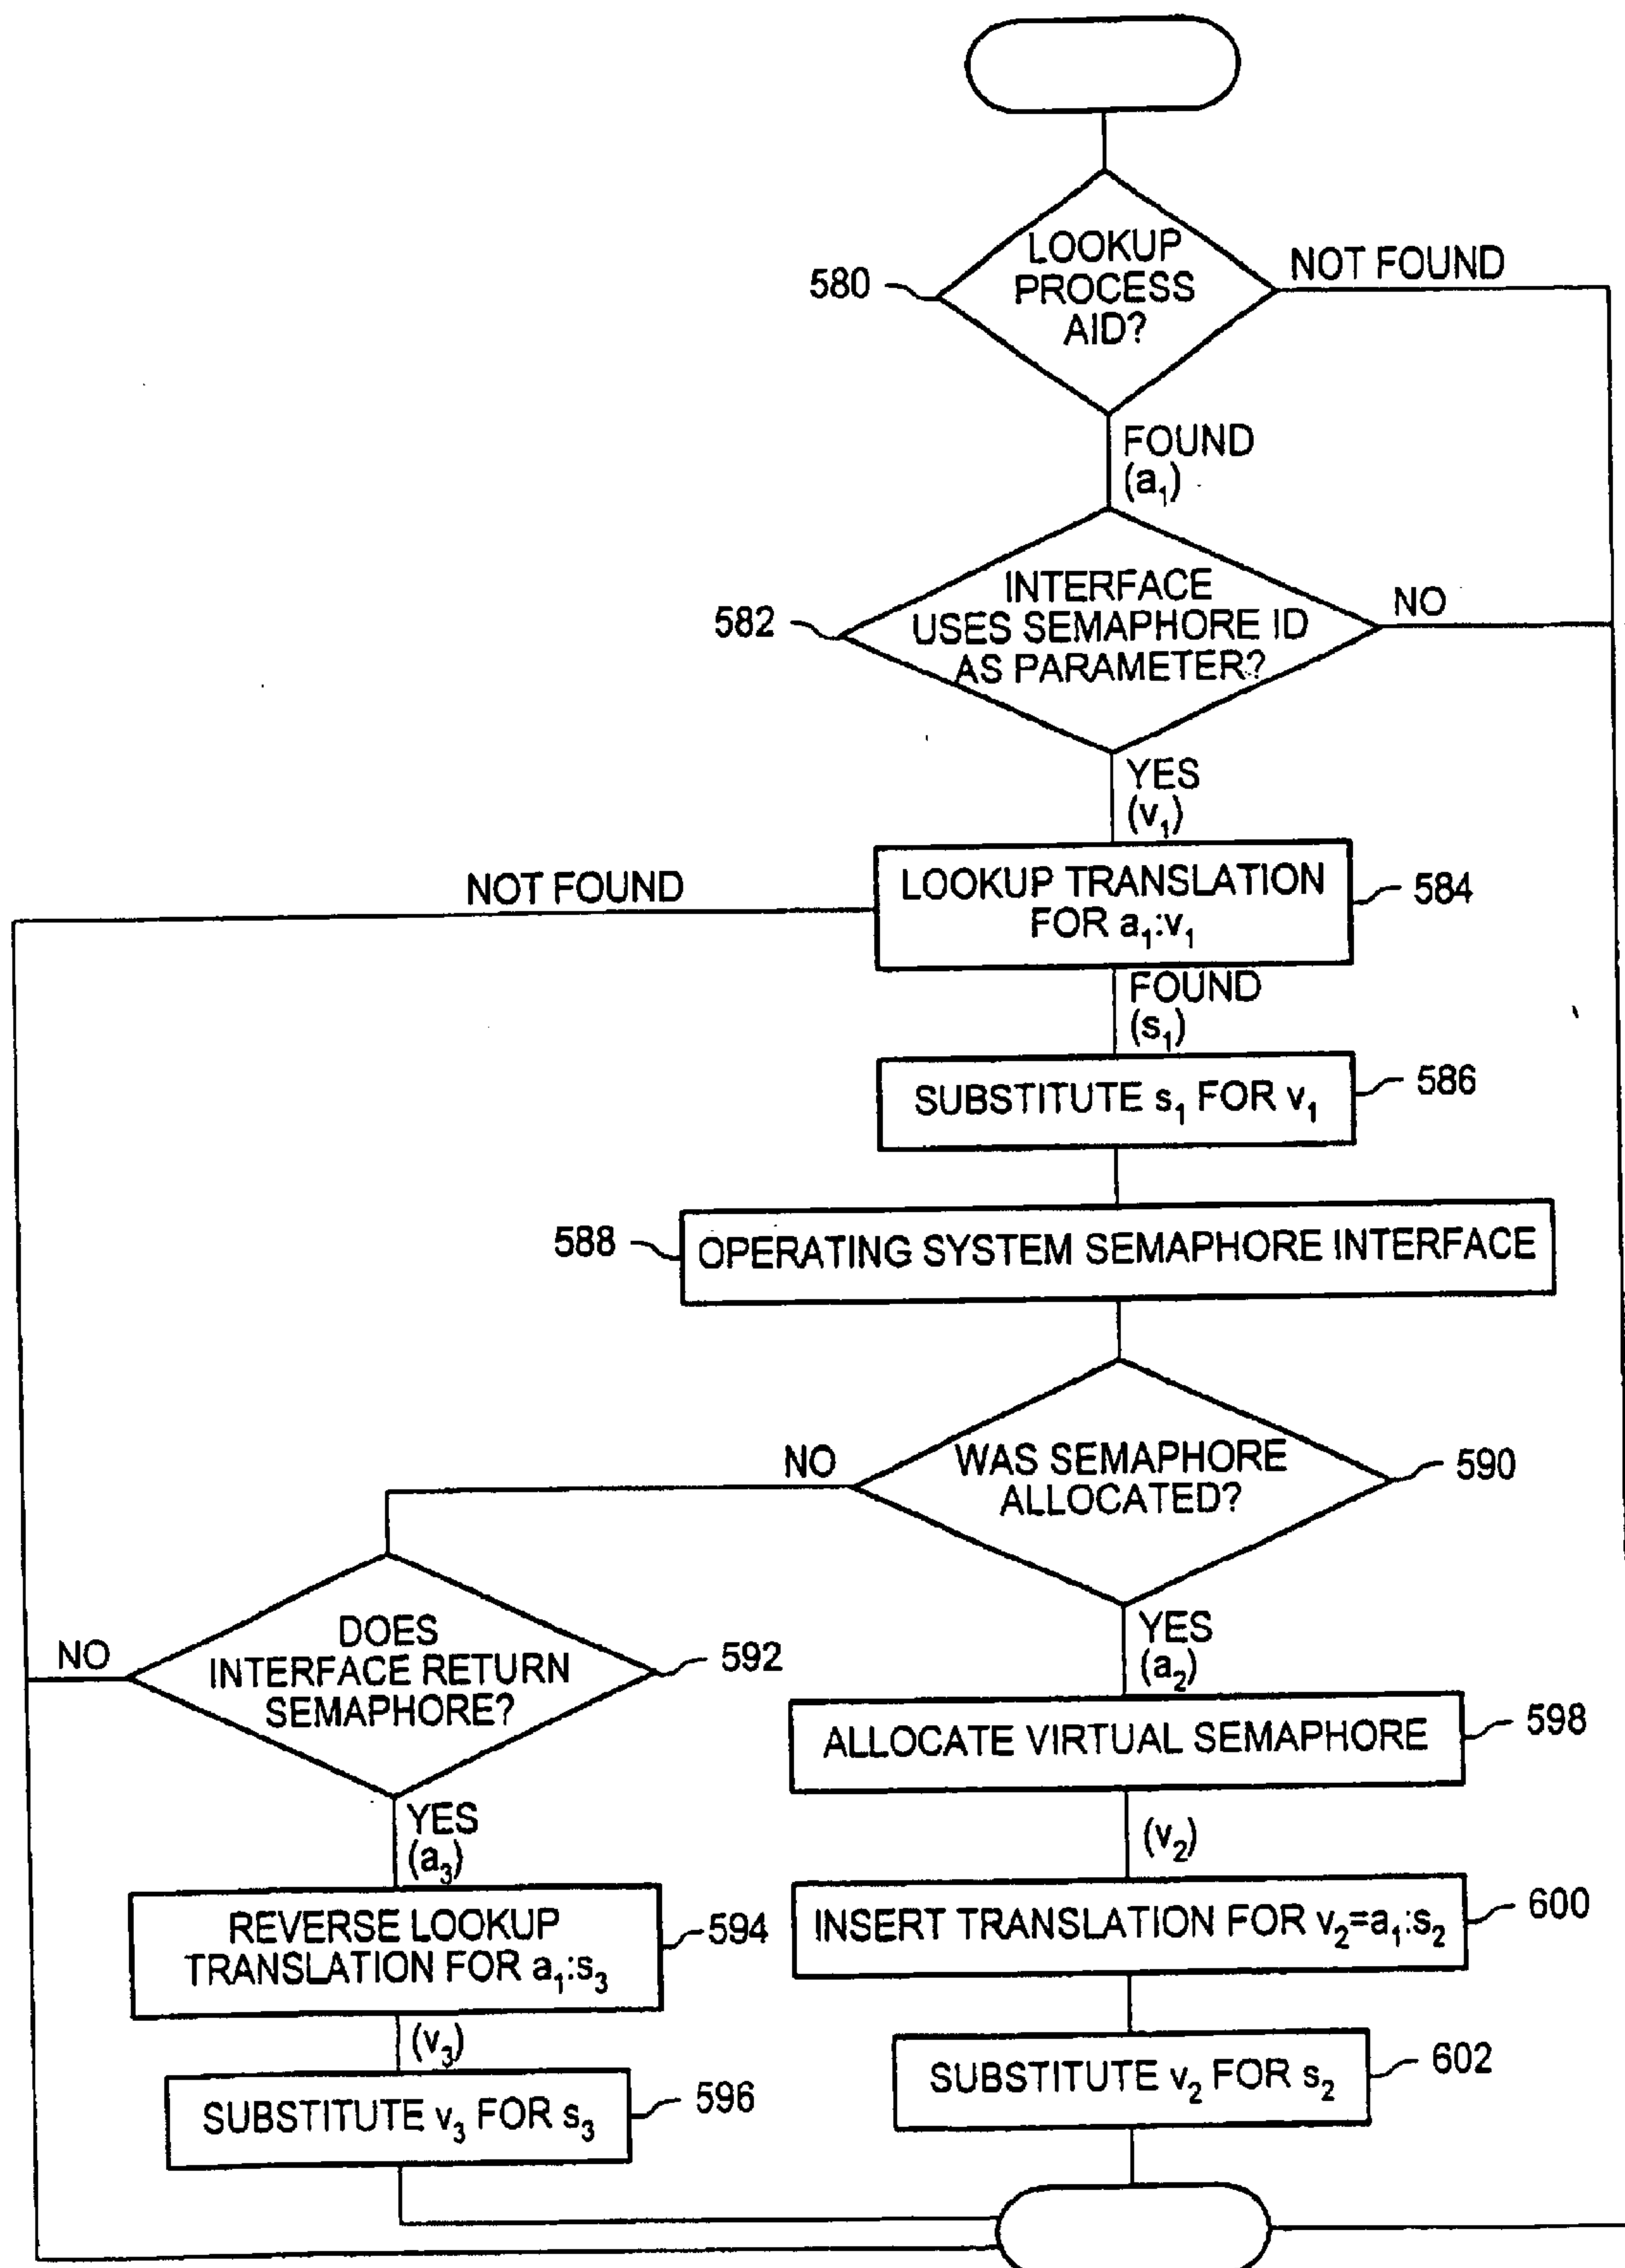 LOOKUP
PROCESS
AID?
580
NOT FOUND
FOUND
(a₁)
INTERFACE
USES SEMAPHORE ID
AS PARAMETER?
582
NO
YES
(v₁)
NOT FOUND
LOOKUP TRANSLATION
FOR a₁:v₁
584
FOUND
(s₁)
SUBSTITUTE s₁ FOR v₁
586
588
OPERATING SYSTEM SEMAPHORE INTERFACE
NO
WAS SEMAPHORE
ALLOCATED?
590
NO
DOES
INTERFACE RETURN
SEMAPHORE?
592
YES
(a₂)
ALLOCATE VIRTUAL SEMAPHORE
598
YES
(a₃)
(v₂)
REVERSE LOOKUP
TRANSLATION FOR a₁:s₃
594
INSERT TRANSLATION FOR v₂=a₁:s₂
600
(v₃)
SUBSTITUTE v₃ FOR s₃
596
SUBSTITUTE v₂ FOR s₂
602